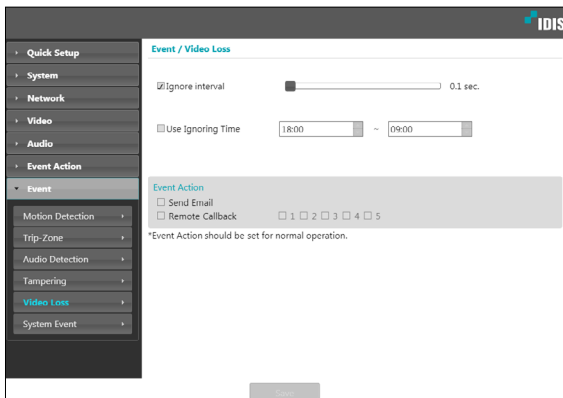 IDIS
Quick Setup
System
Network
Video
Audio
Event Action
Event
Motion Detection
Trip-Zone
Audio Detection
Tampering
Video Loss
System Event
Event / Video Loss
Ignore interval 0.1 sec.
Use Ignoring Time 18:00 ~ 09:00
Event Action
Send Email
Remote Callback 1 2 3 4 5
*Event Action should be set for normal operation.
Save